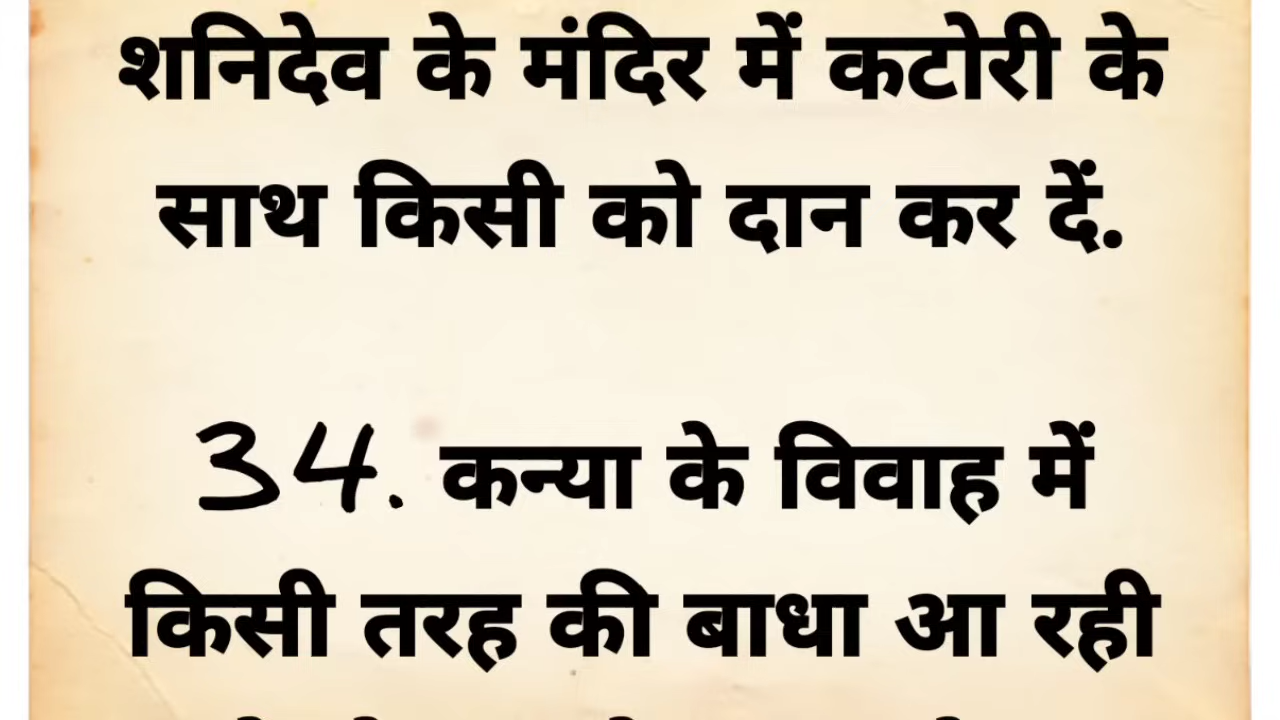 शनिदेव के मंदिर में कटोरी के
साथ किसी को दान कर दें.
34. कन्या के विवाह में
किसी तरह की बाधा आ रही